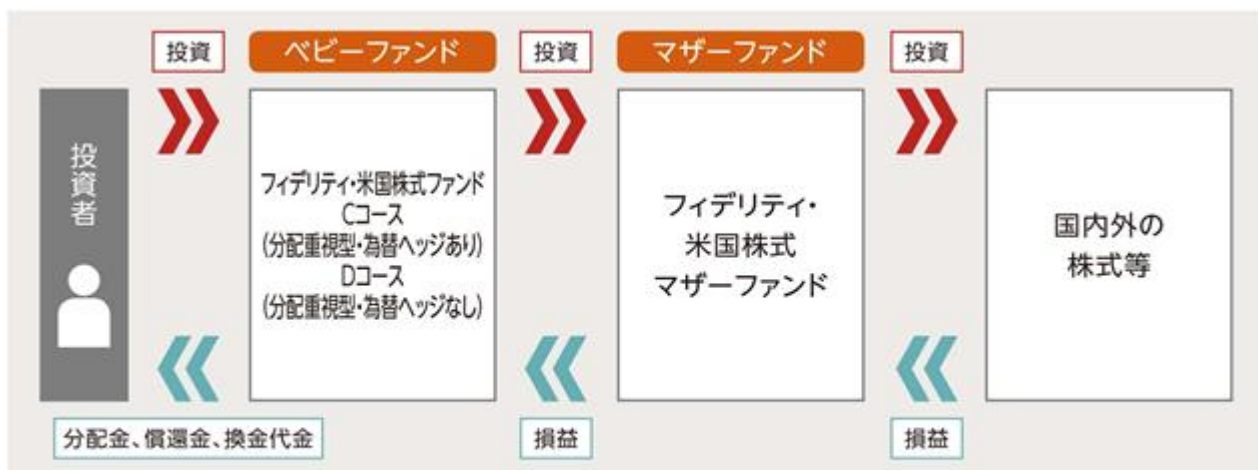 投資
ベビーファンド
投資
マザーファンド
投資
投資者
フィデリティ・米国株式ファンド
Cコース
(分配重視型・為替ヘッジあり)
Dコース
(分配重視型・為替ヘッジなし)
フィデリティ・
米国株式
マザーファンド
国内外の
株式等
分配金、償還金、換金代金
損益
損益